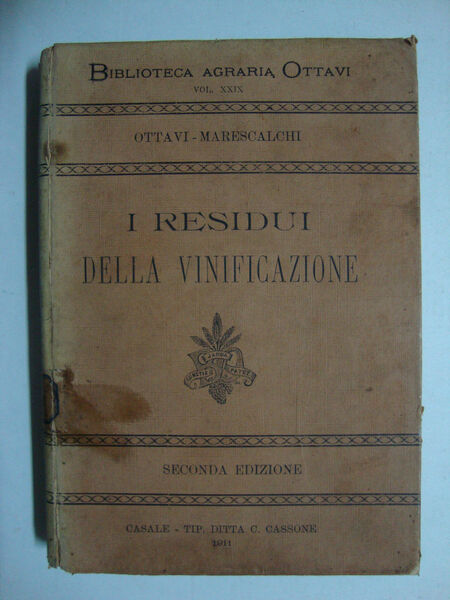 BIBLIOTECA AGRARIA OTTAVI
VOL. XXIX
OTTAVI - MARESCALCHI
I RESIDUI
DELLA VINIFICAZIONE
SECONDA EDIZIONE
CASALE - TIP. DITTA C. CASSONE
1911